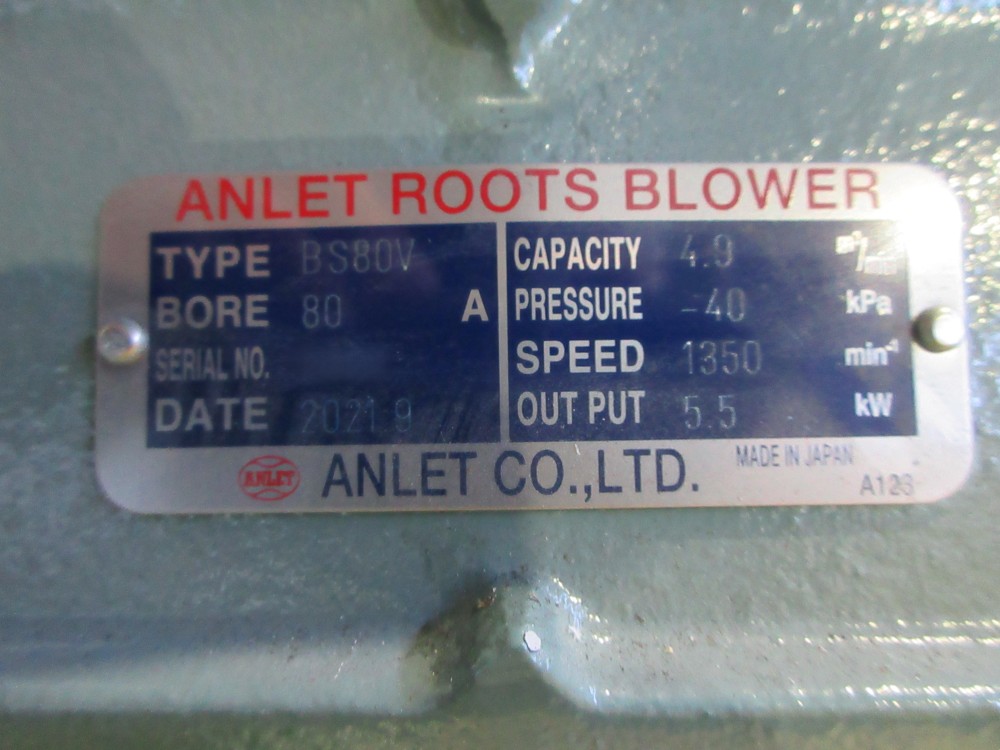 ANLET ROOTS BLOWER
TYPE BS80V
BORE 80 A
SERIAL NO.
DATE 2021.9
CAPACITY 4.9 m³/min
PRESSURE -40 kPa
SPEED 1350 min⁻¹
OUT PUT 5.5 kW
ANLET ANLET CO.,LTD.
MADE IN JAPAN
A123